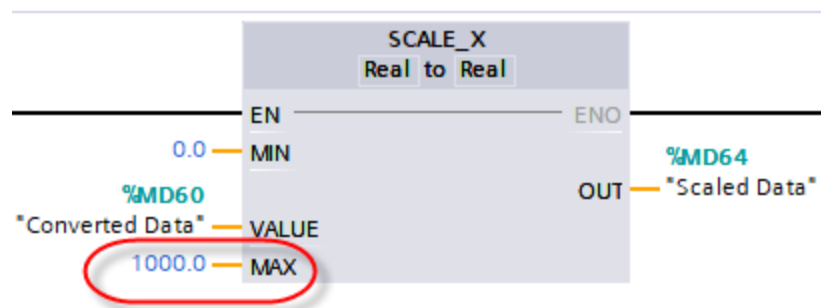 SCALE_X
Real to Real
EN ENO
0.0 MIN
%MD64
%MD60
OUT "Scaled Data"
"Converted Data" VALUE
1000.0 MAX